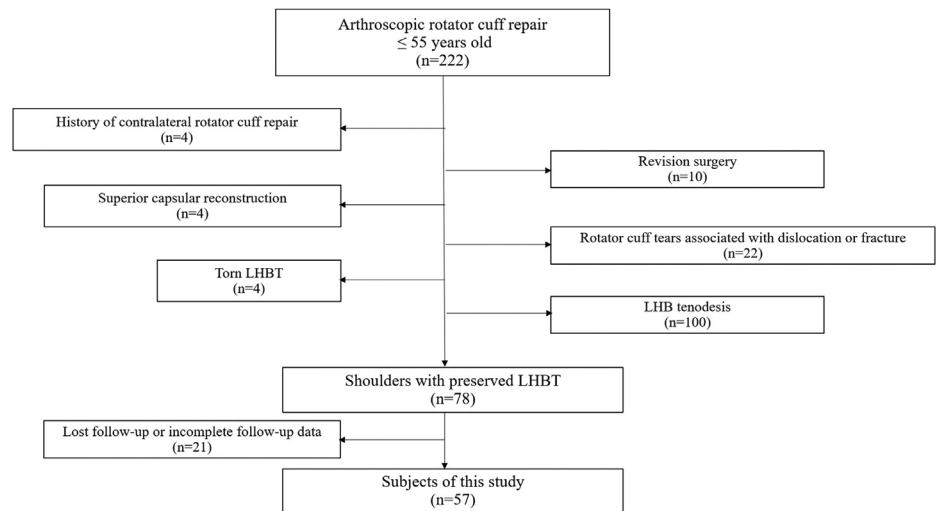 Arthroscopic rotator cuff repair
≤ 55 years old
(n=222)
History of contralateral rotator cuff repair
(n=4)
Revision surgery
(n=10)
Superior capsular reconstruction
(n=4)
Rotator cuff tears associated with dislocation or fracture
(n=22)
Torn LHBT
(n=4)
LHB tenodesis
(n=100)
Shoulders with preserved LHBT
(n=78)
Lost follow-up or incomplete follow-up data
(n=21)
Subjects of this study
(n=57)